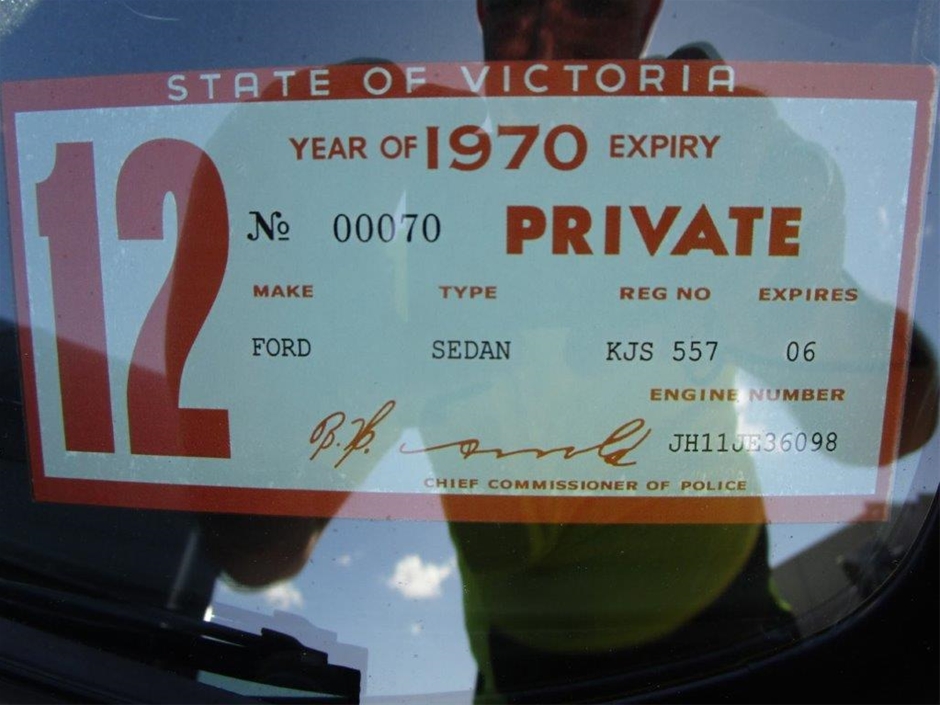 STATE OF VICTORIA
12
YEAR OF 1970 EXPIRY
№ 00070 PRIVATE
MAKE TYPE REG NO EXPIRES
FORD SEDAN KJS 557 06
ENGINE NUMBER
JH11JE36098
CHIEF COMMISSIONER OF POLICE